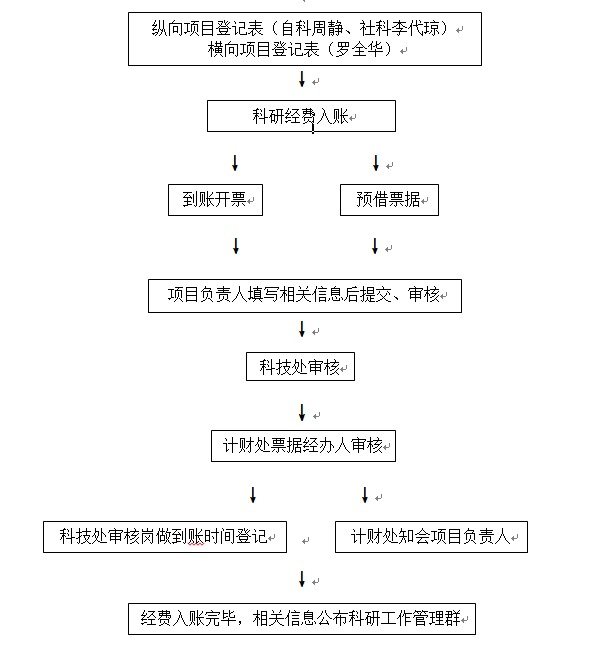 纵向项目登记表（自科周静、社科李代琼）
横向项目登记表（罗全华）
科研经费入账
到账开票
预借票据
项目负责人填写相关信息后提交、审核
科技处审核
计财处票据经办人审核
科技处审核岗做到账时间登记
计财处知会项目负责人
经费入账完毕，相关信息公布科研工作管理群